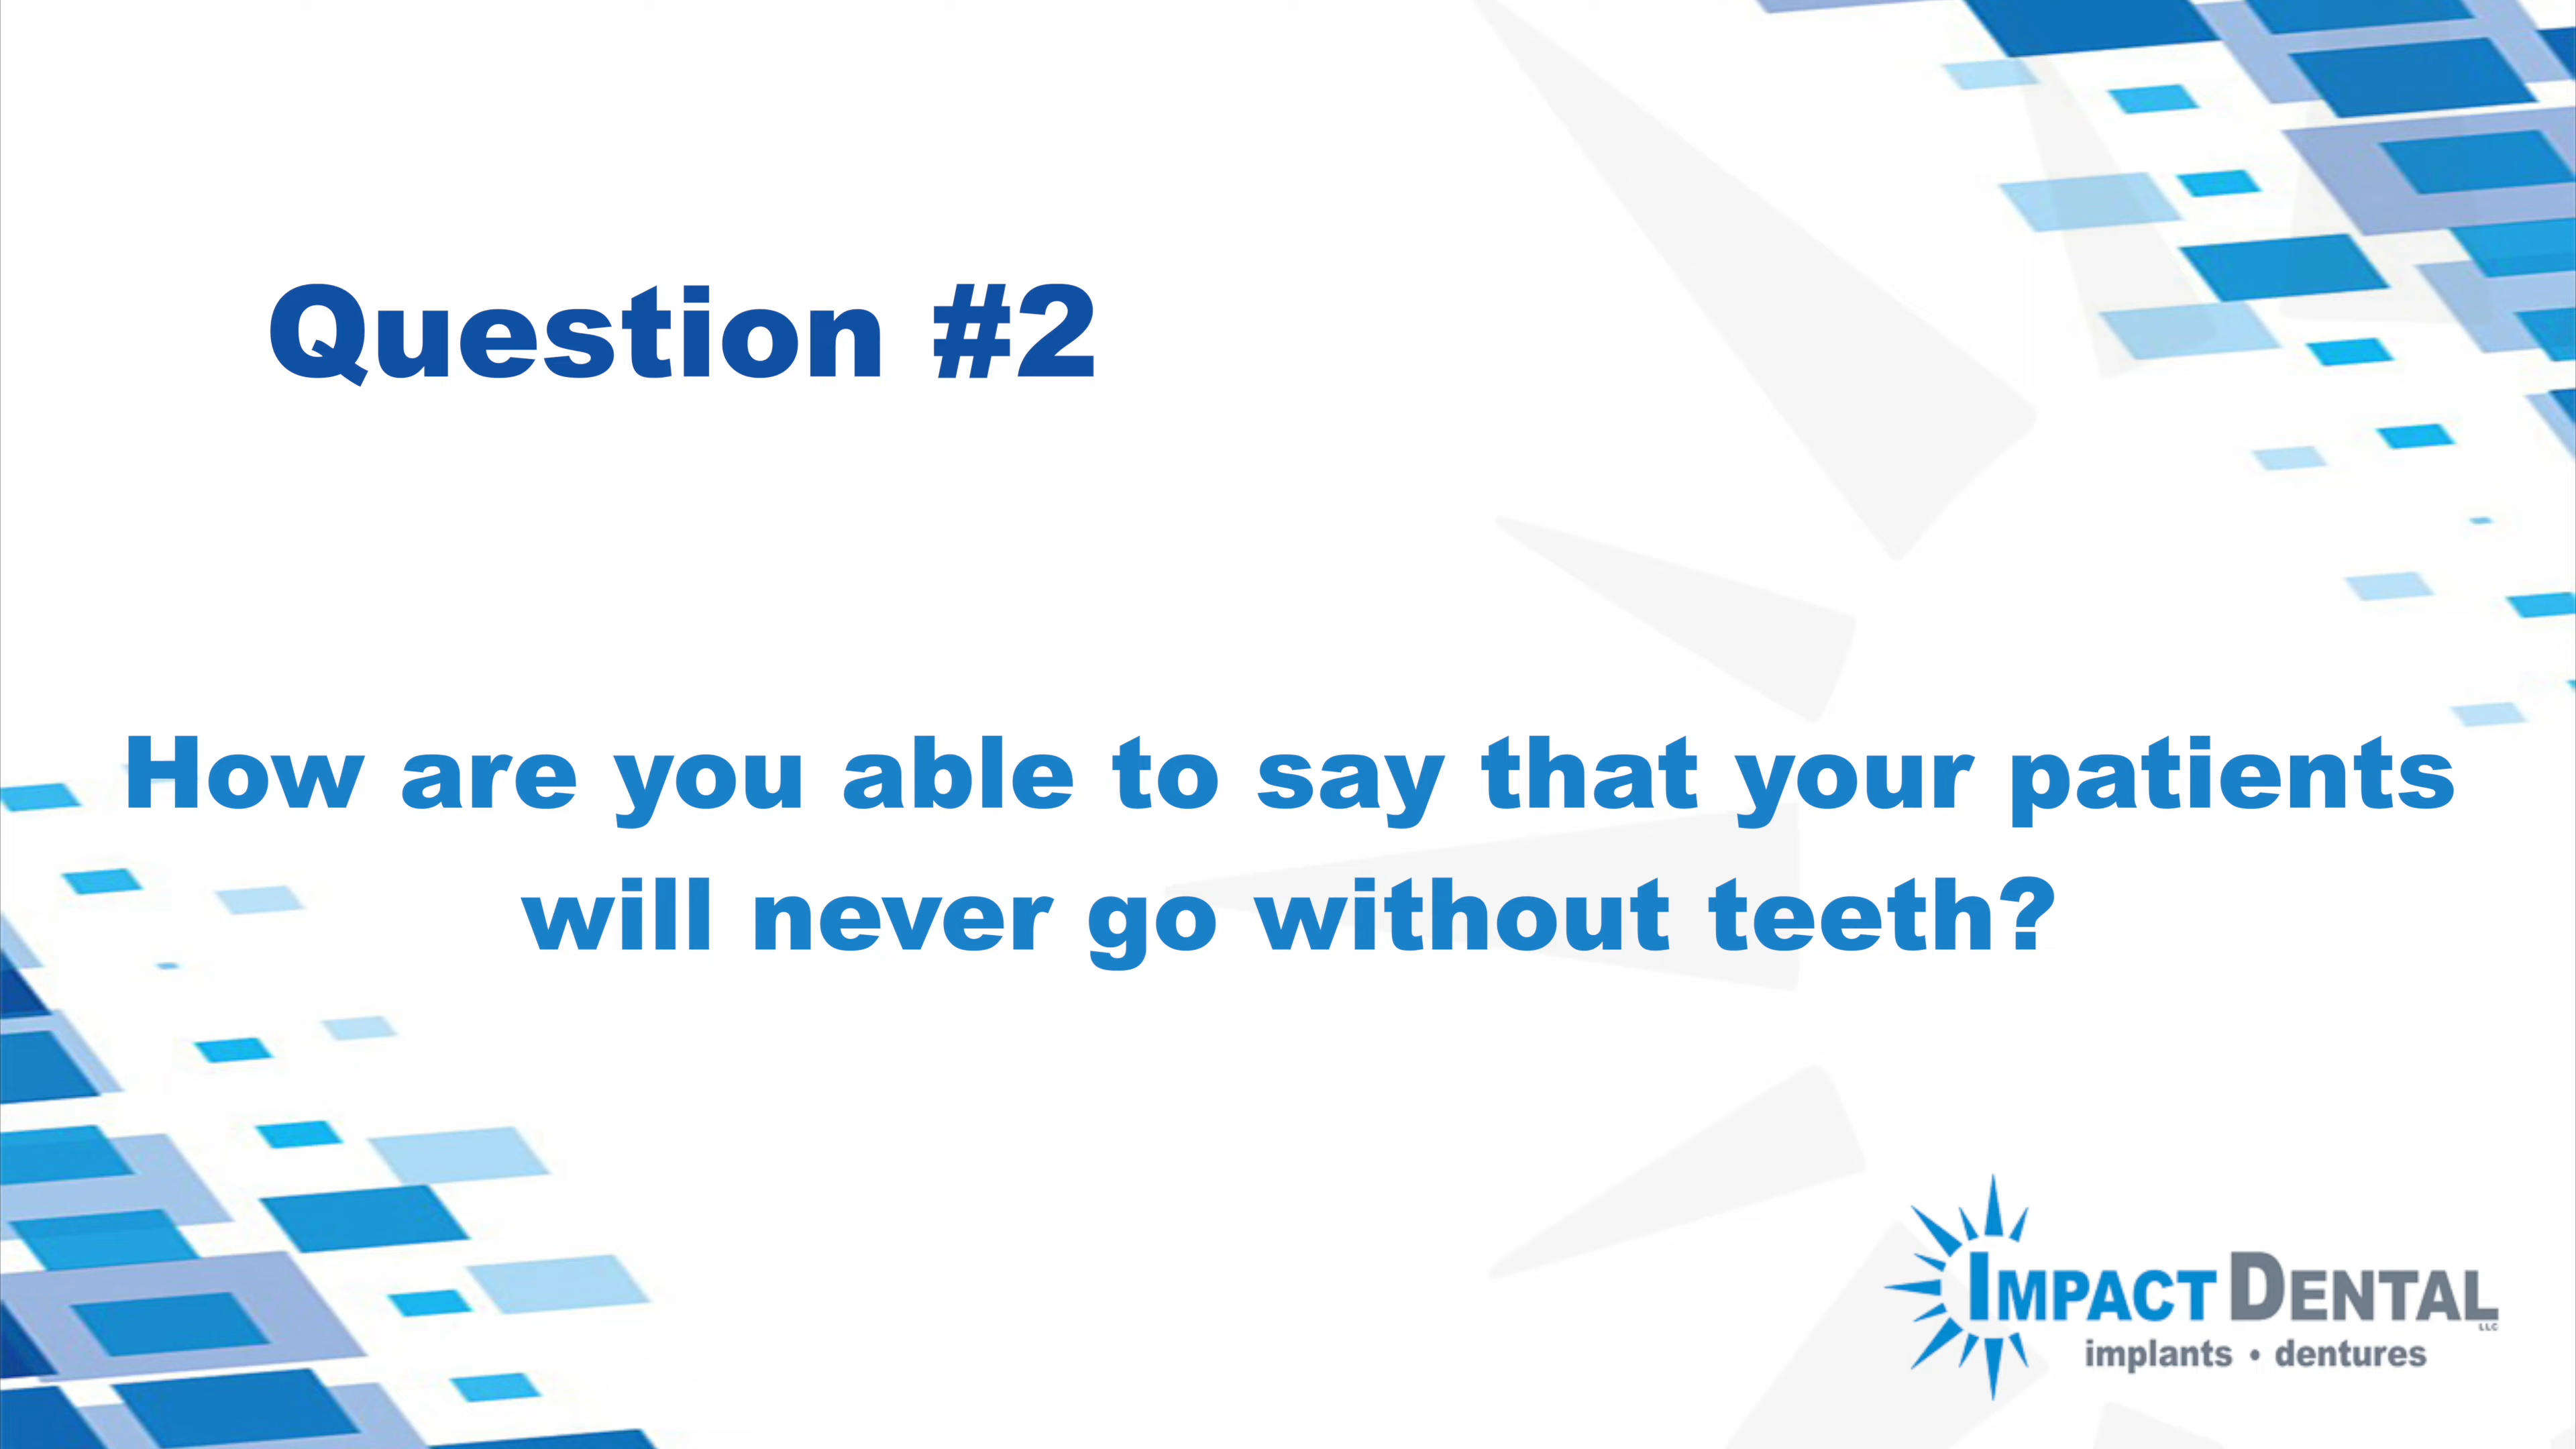 Question #2
How are you able to say that your patients
will never go without teeth?
IMPACT DENTAL
LLC
implants • dentures